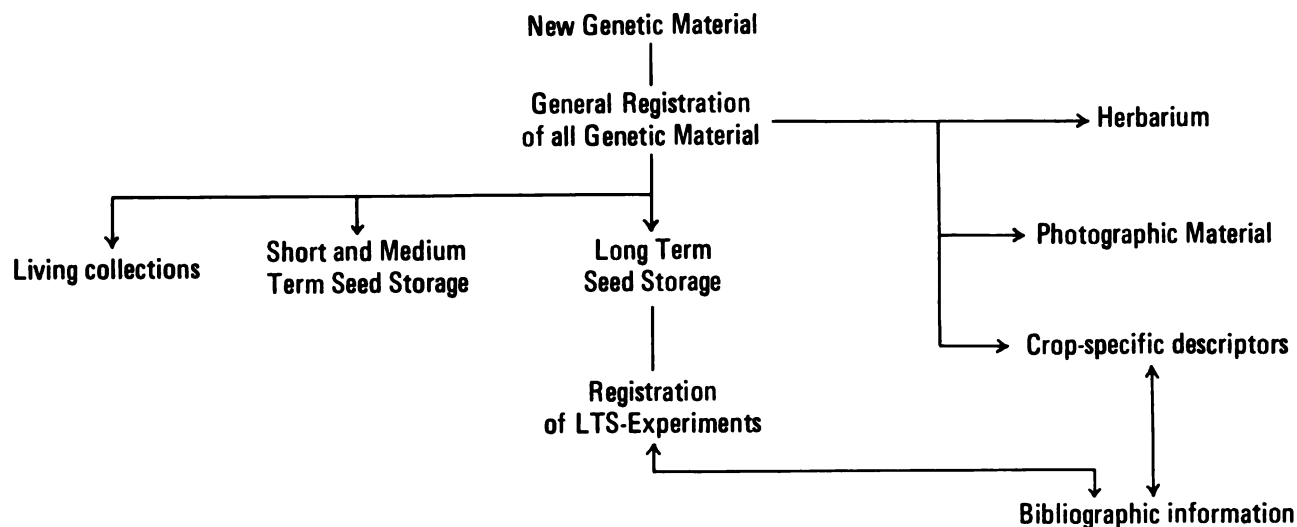 New Genetic Material
General Registration
of all Genetic Material
Herbarium
Photographic Material
Living collections
Short and Medium
Term Seed Storage
Long Term
Seed Storage
Crop-specific descriptors
Registration
of LTS-Experiments
Bibliographic information